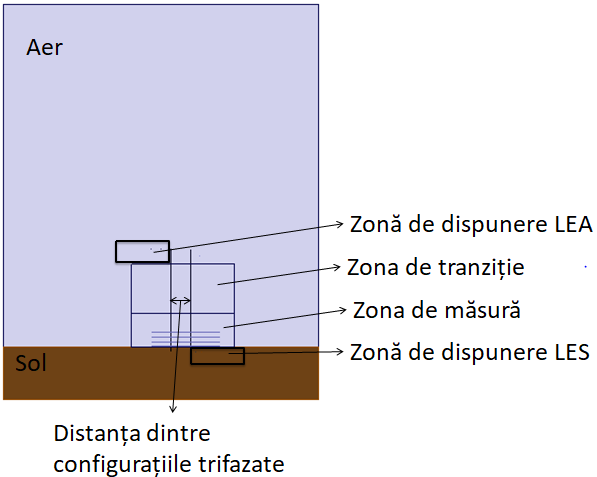 Aer
Zonă de dispunere LEA
Zona de tranziție
Zona de măsură
Zonă de dispunere LES
Sol
Distanța dintre
configurațiile trifazate